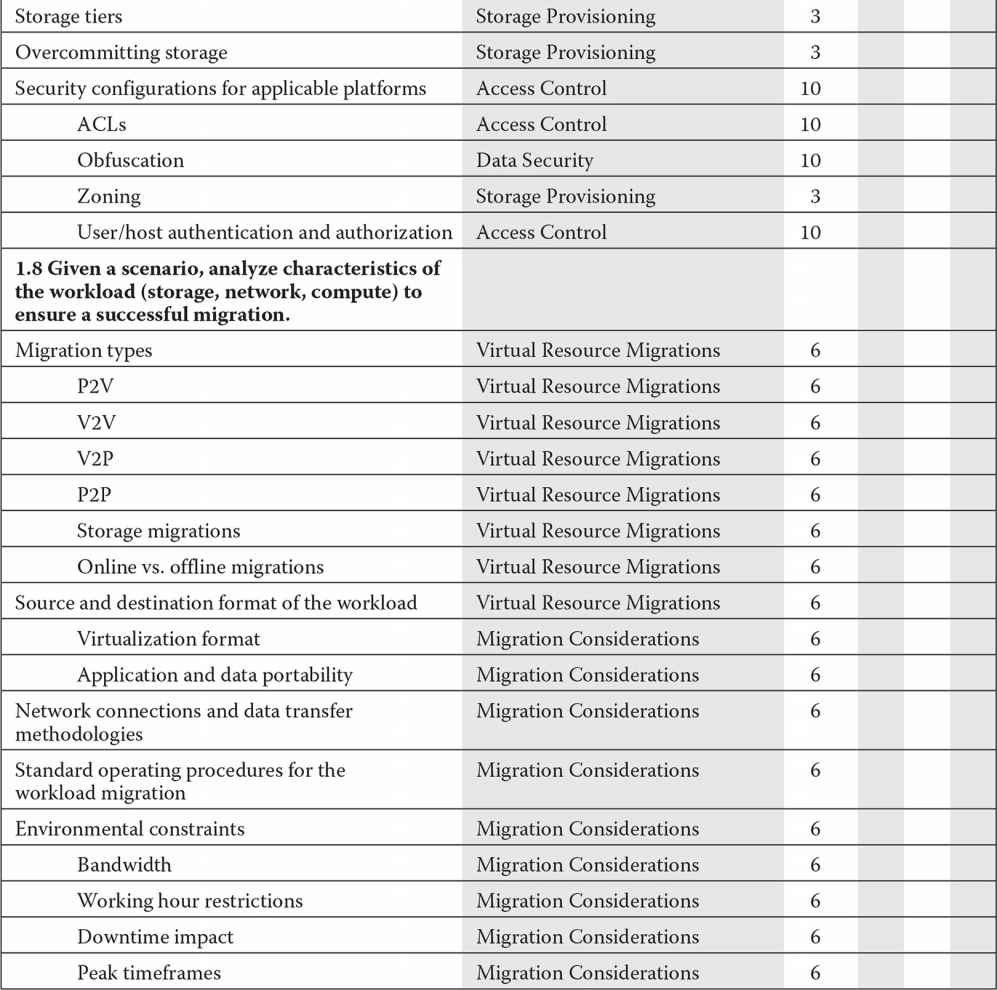 Storage tiers Storage Provisioning 3
Overcommitting storage Storage Provisioning 3
Security configurations for applicable platforms Access Control 10
ACLs Access Control 10
Obfuscation Data Security 10
Zoning Storage Provisioning 3
User/host authentication and authorization Access Control 10
1.8 Given a scenario, analyze characteristics of
the workload (storage, network, compute) to
ensure a successful migration.
Migration types Virtual Resource Migrations 6
P2V Virtual Resource Migrations 6
V2V Virtual Resource Migrations 6
V2P Virtual Resource Migrations 6
P2P Virtual Resource Migrations 6
Storage migrations Virtual Resource Migrations 6
Online vs. offline migrations Virtual Resource Migrations 6
Source and destination format of the workload Virtual Resource Migrations 6
Virtualization format Migration Considerations 6
Application and data portability Migration Considerations 6
Network connections and data transfer Migration Considerations 6
methodologies
Standard operating procedures for the Migration Considerations 6
workload migration
Environmental constraints Migration Considerations 6
Bandwidth Migration Considerations 6
Working hour restrictions Migration Considerations 6
Downtime impact Migration Considerations 6
Peak timeframes Migration Considerations 6